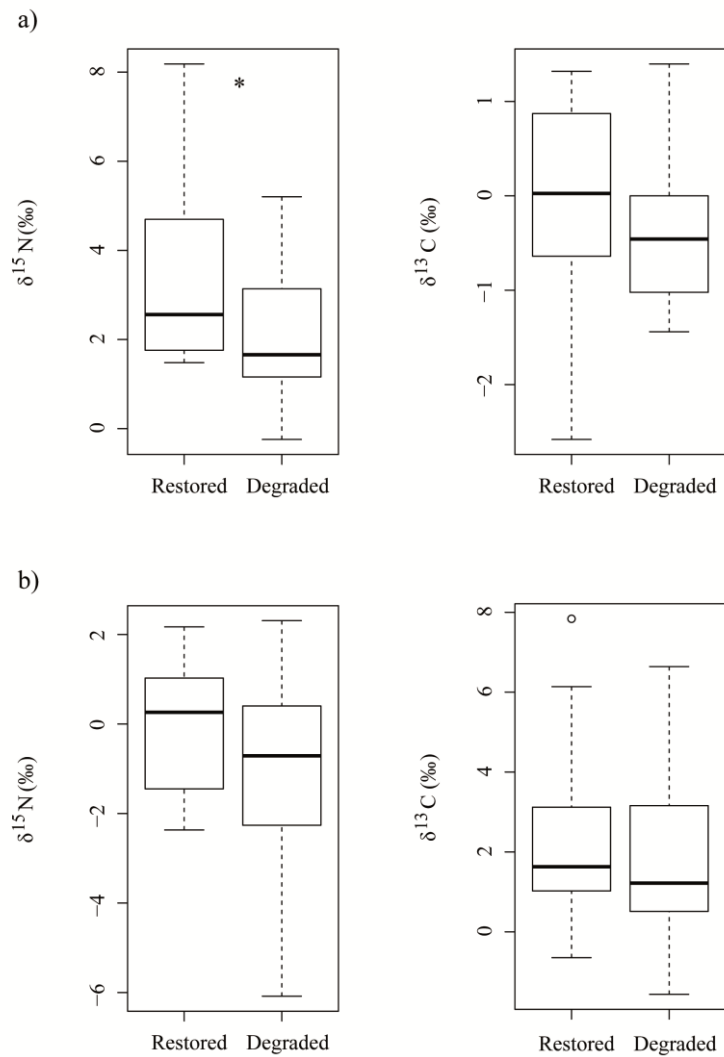 a)
δ15N(‰)
8
6
4
2
0
*
Restored Degraded
δ13C (‰)
1
0
−1
−2
Restored Degraded
b)
δ15N(‰)
2
0
−2
−4
−6
Restored Degraded
δ13C (‰)
8
6
4
2
0
Restored Degraded